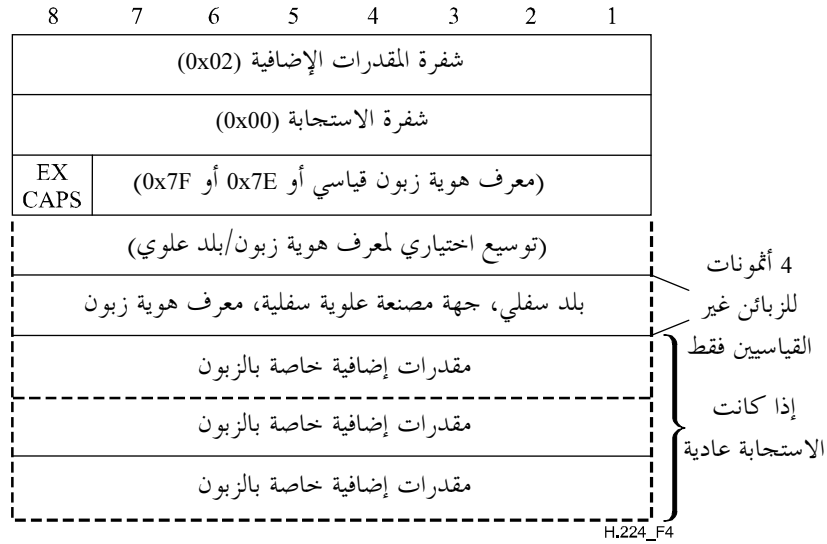 8 7 6 5 4 3 2 1
شفرة المقدرات الإضافية (0x02)
شفرة الاستجابة (0x00)
EX
CAPS
(معرف هوية زبون قياسي أو 0x7E أو 0x7F)
(توسيع اختياري لمعرف هوية زبون/بلد علوي)
بلد سفلي، جهة مصنعة علوية سفلية، معرف هوية زبون
4 أثمونات
للزبائن غير
القياسيين فقط
مقدرات إضافية خاصة بالزبون
مقدرات إضافية خاصة بالزبون
مقدرات إضافية خاصة بالزبون
إذا كانت
الاستجابة عادية
H.224_F4